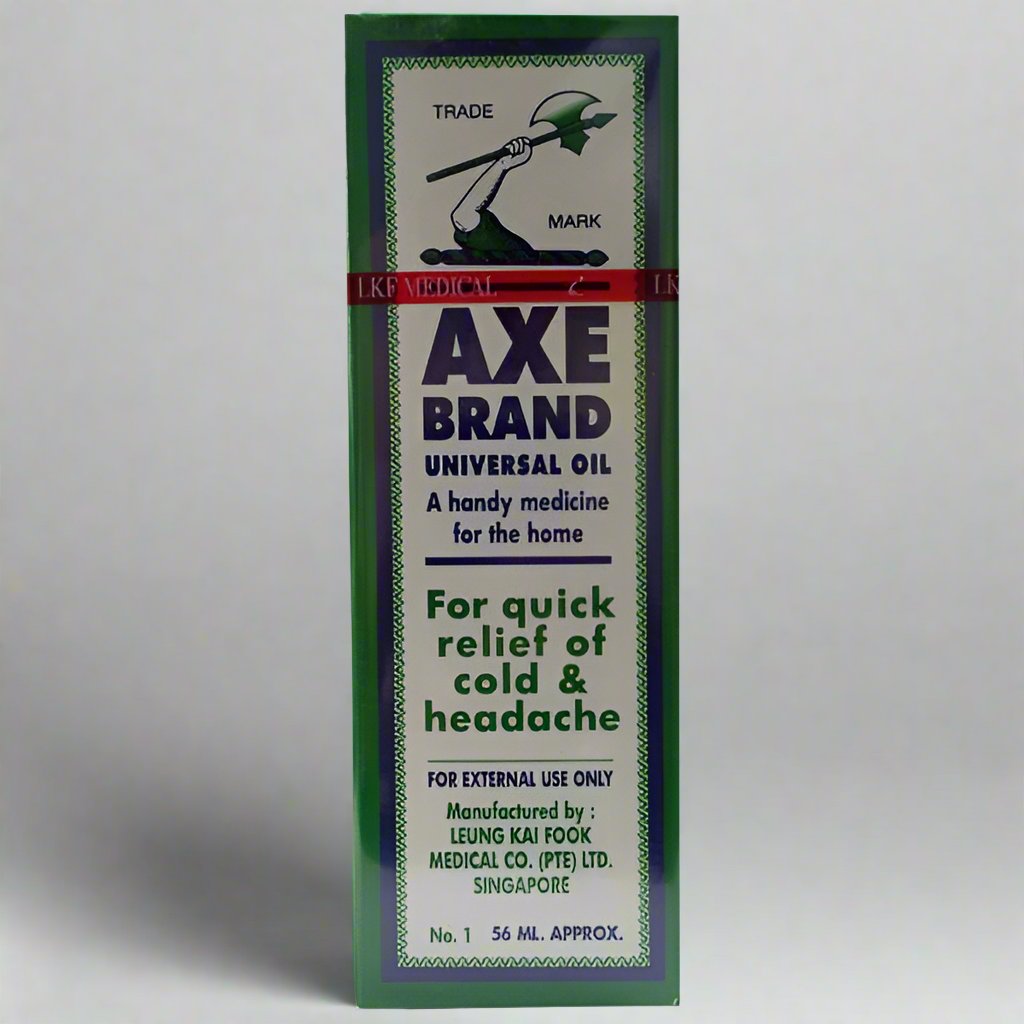 TRADE
MARK
LKF MEDICAL LK
AXE
BRAND
UNIVERSAL OIL
A handy medicine
for the home
For quick
relief of
cold &
headache
FOR EXTERNAL USE ONLY
Manufactured by :
LEUNG KAI FOOK
MEDICAL CO. (PTE) LTD.
SINGAPORE
No. 1 56 ML. APPROX.